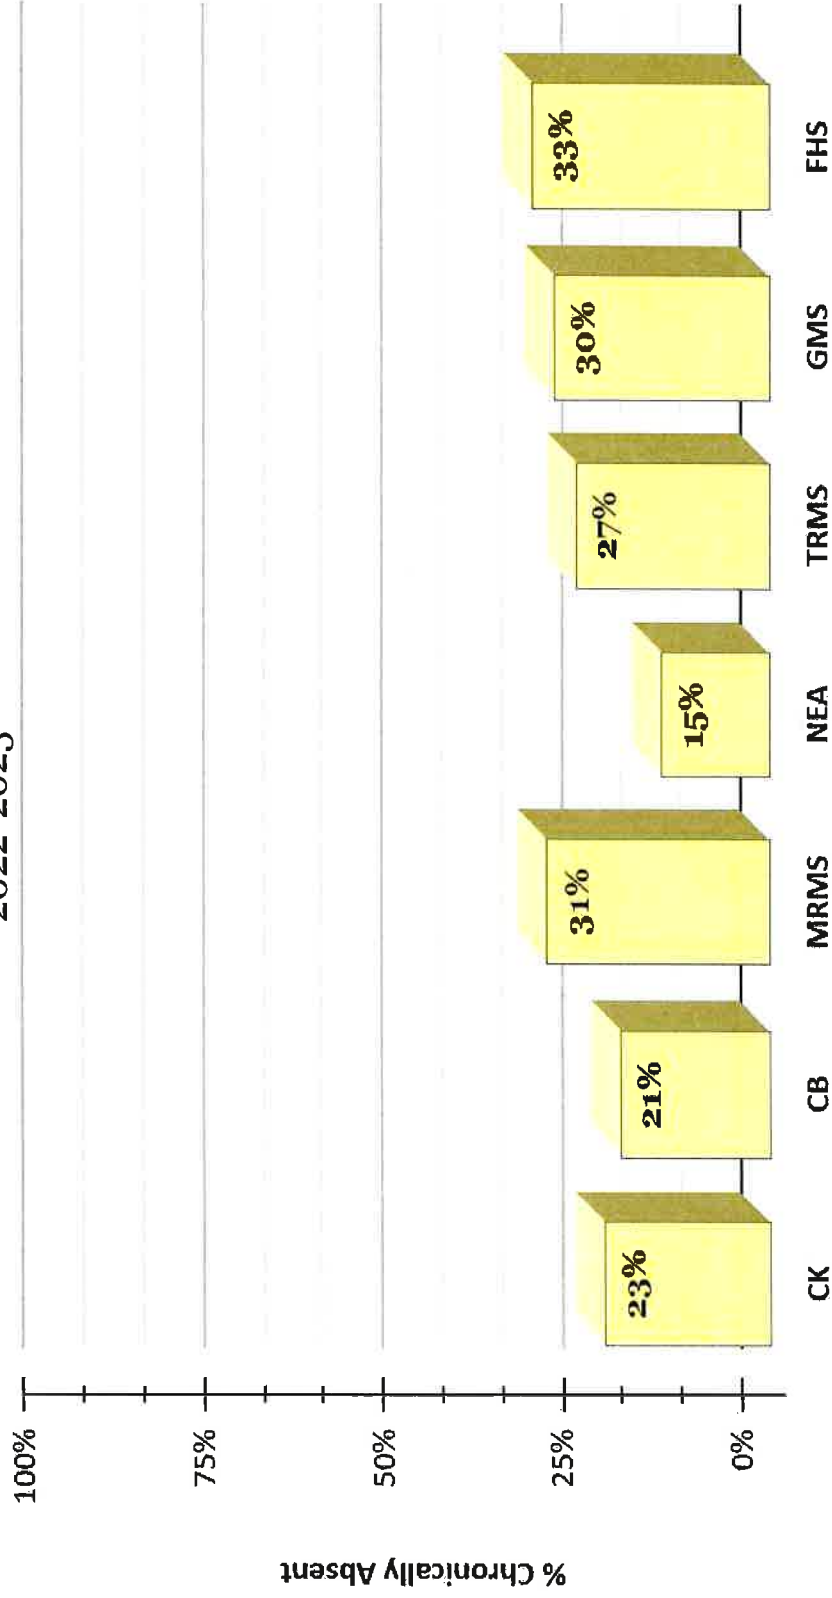 2022-2023
% Chronically Absent
100%
75%
50%
25%
0%
23%
21%
31%
15%
27%
30%
33%
CK
CB
MRMS
NEA
TRMS
GMS
FHS